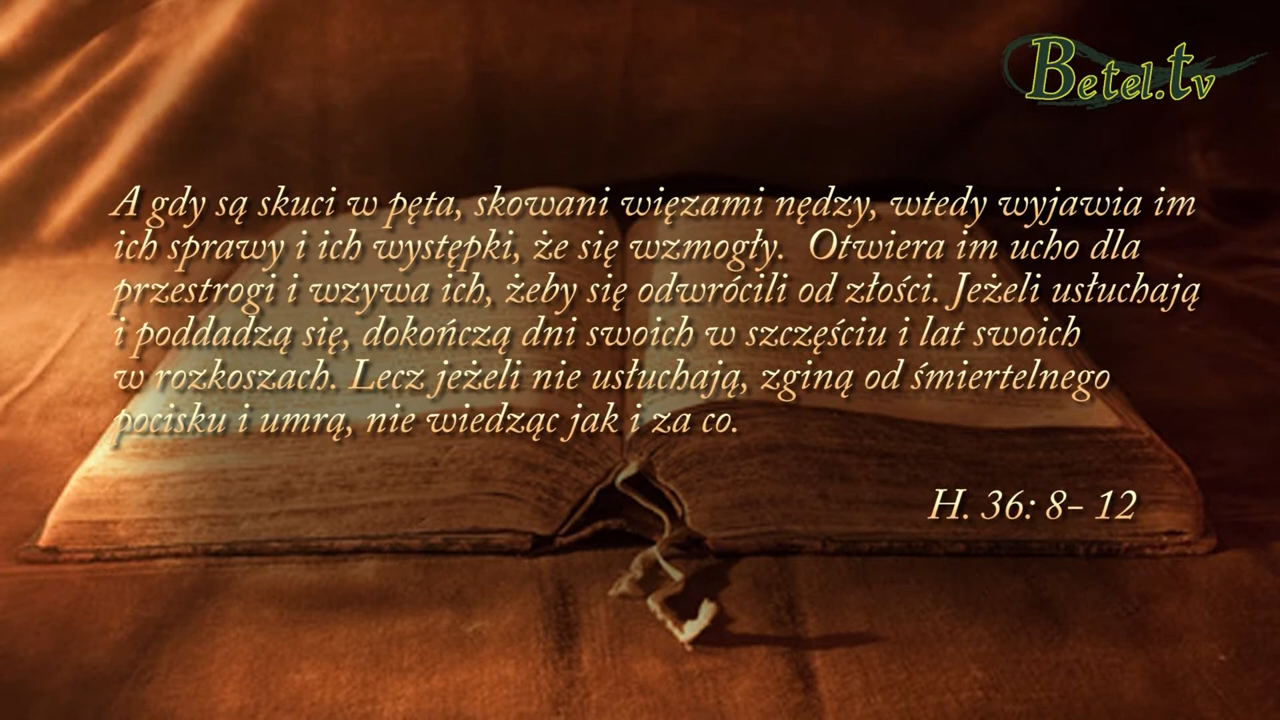 Betel.tv
A gdy są skuci w pęta, skowani więzami nędzy, wtedy wyjawia im
ich sprawy i ich występki, że się wzmogły. Otwiera im ucho dla
przestrogi i wzywa ich, żeby się odwrócili od złości. Jeżeli usłuchają
i poddadzą się, dokończą dni swoich w szczęściu i lat swoich
w rozkoszach. Lecz jeżeli nie usłuchają, zginą od śmiertelnego
pocisku i umrą, nie wiedząc jak i za co.
H. 36: 8- 12